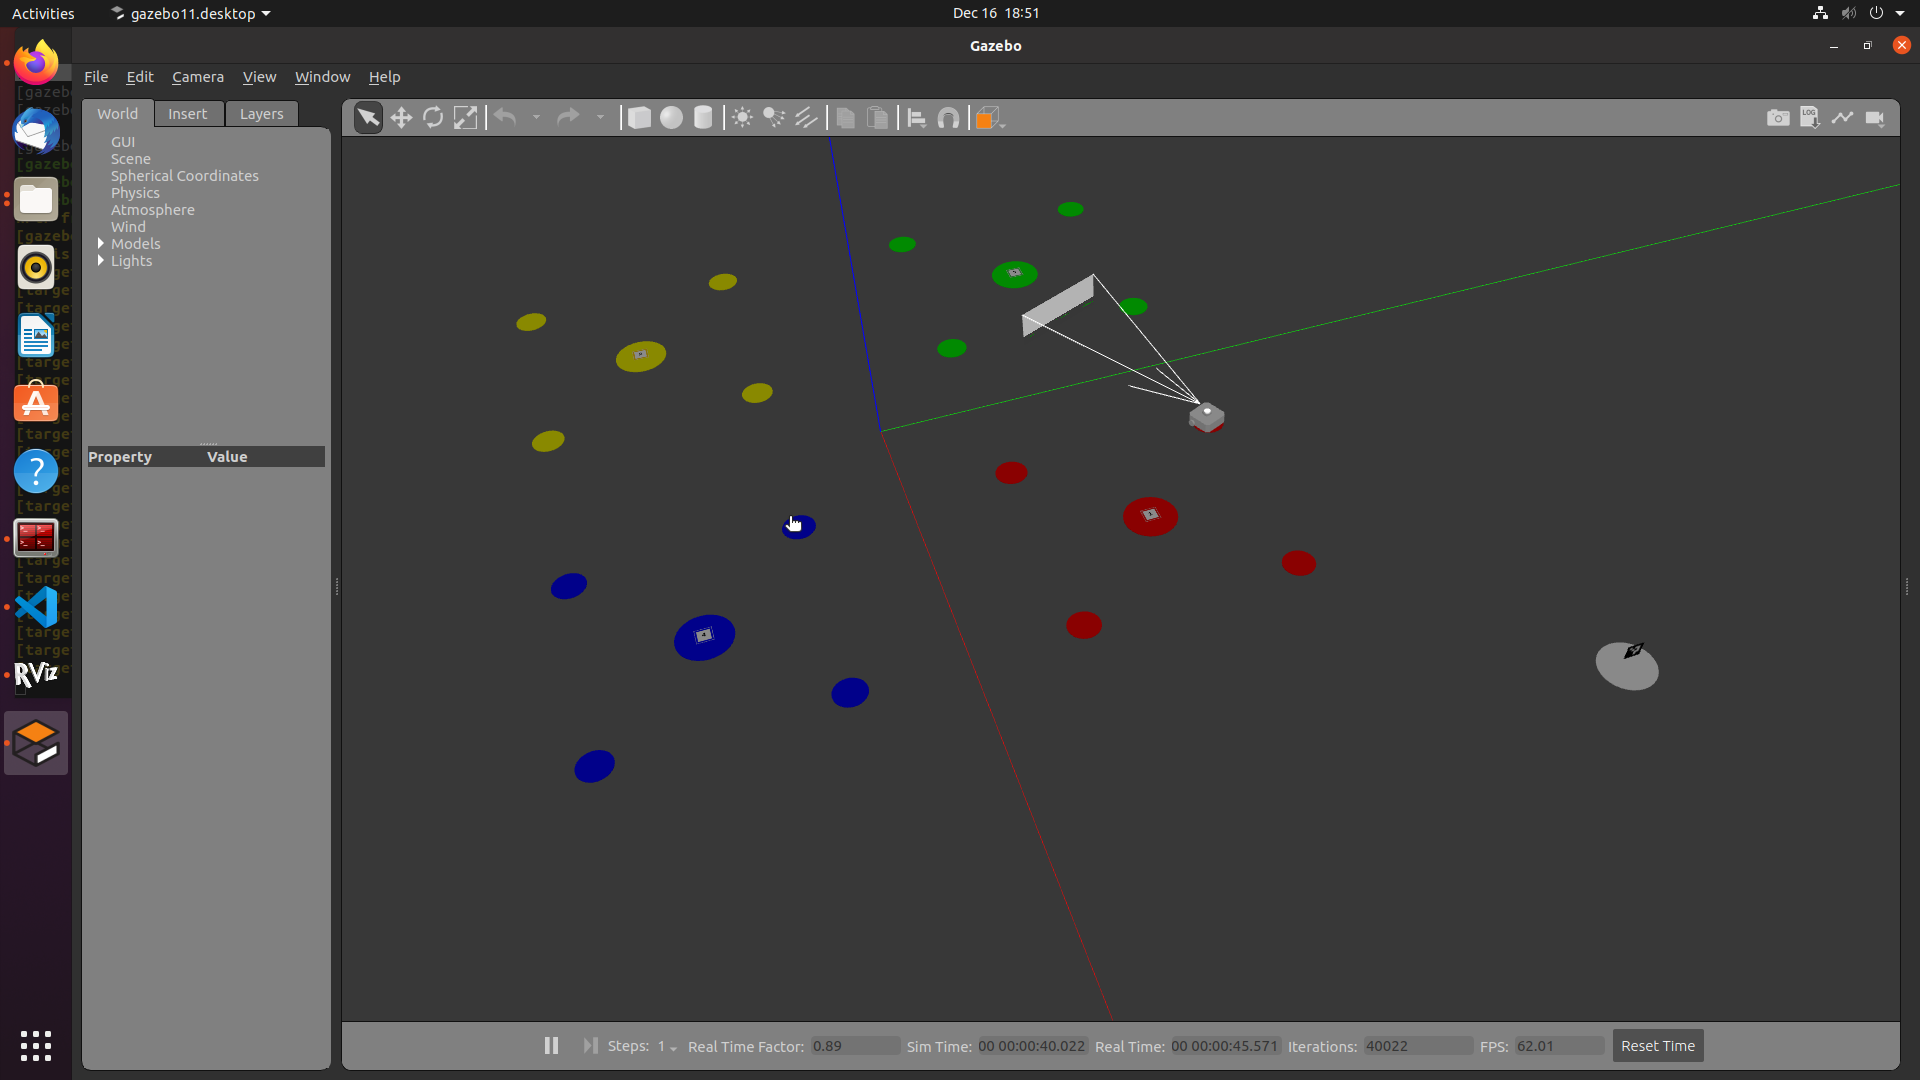 Activities
gazebo11.desktop
Dec 16 18:51
Gazebo
File Edit Camera View Window Help
World Insert Layers
GUI
Scene
Spherical Coordinates
Physics
Atmosphere
Wind
Models
Lights
Property Value
LOG
RViz
Steps: 1
Real Time Factor: 0.89
Sim Time: 00 00:00:40.022
Real Time: 00 00:00:45.571
Iterations: 40022
FPS: 62.01
Reset Time